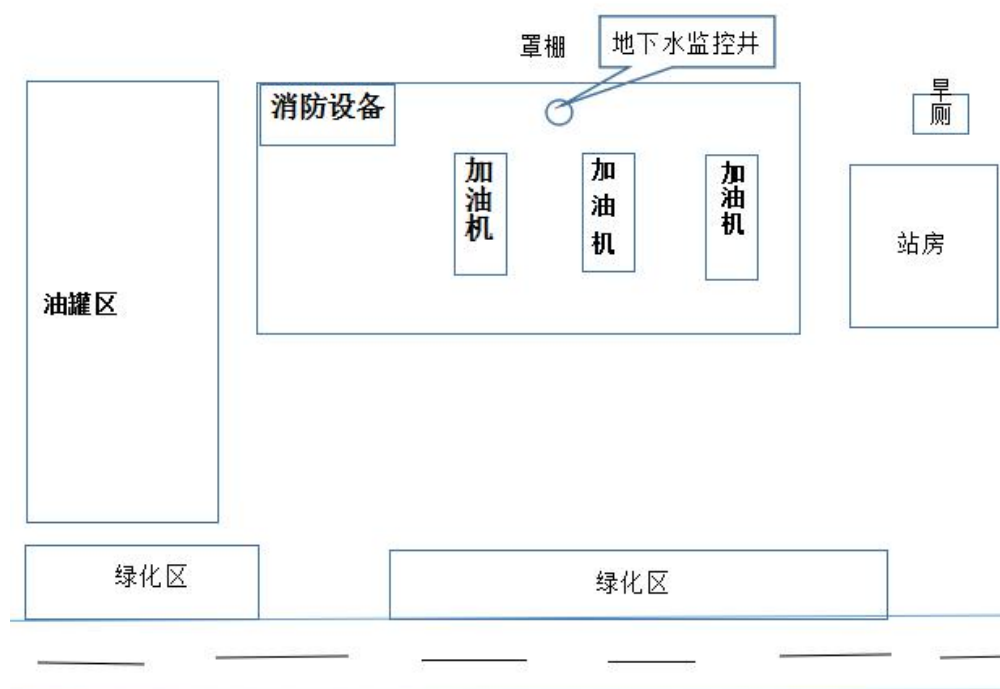 罩棚
地下水监控井
消防设备
旱厕
加油机
加油机
加油机
站房
油罐区
绿化区
绿化区